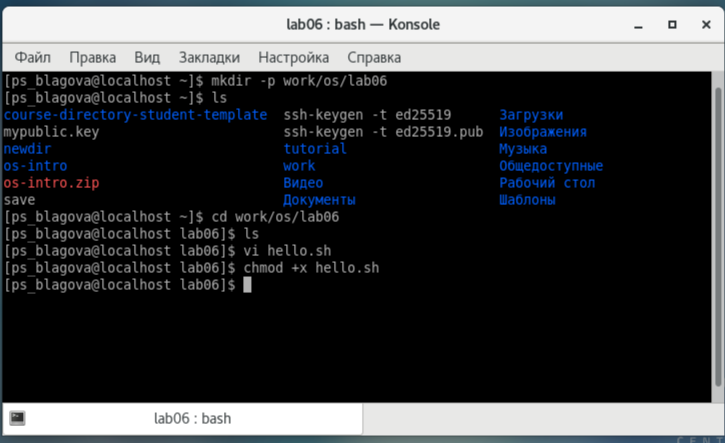 lab06 : bash — Konsole
Файл Правка Вид Закладки Настройка Справка
[ps_blagova@localhost ~]$ mkdir -p work/os/lab06
[ps_blagova@localhost ~]$ ls
course-directory-student-template ssh-keygen -t ed25519 Загрузки
mypublic.key ssh-keygen -t ed25519.pub Изображения
newdir tutorial Музыка
os-intro work Общедоступные
os-intro.zip Видео Рабочий стол
save Документы Шаблоны
[ps_blagova@localhost ~]$ cd work/os/lab06
[ps_blagova@localhost lab06]$ ls
[ps_blagova@localhost lab06]$ vi hello.sh
[ps_blagova@localhost lab06]$ chmod +x hello.sh
[ps_blagova@localhost lab06]$
lab06 : bash